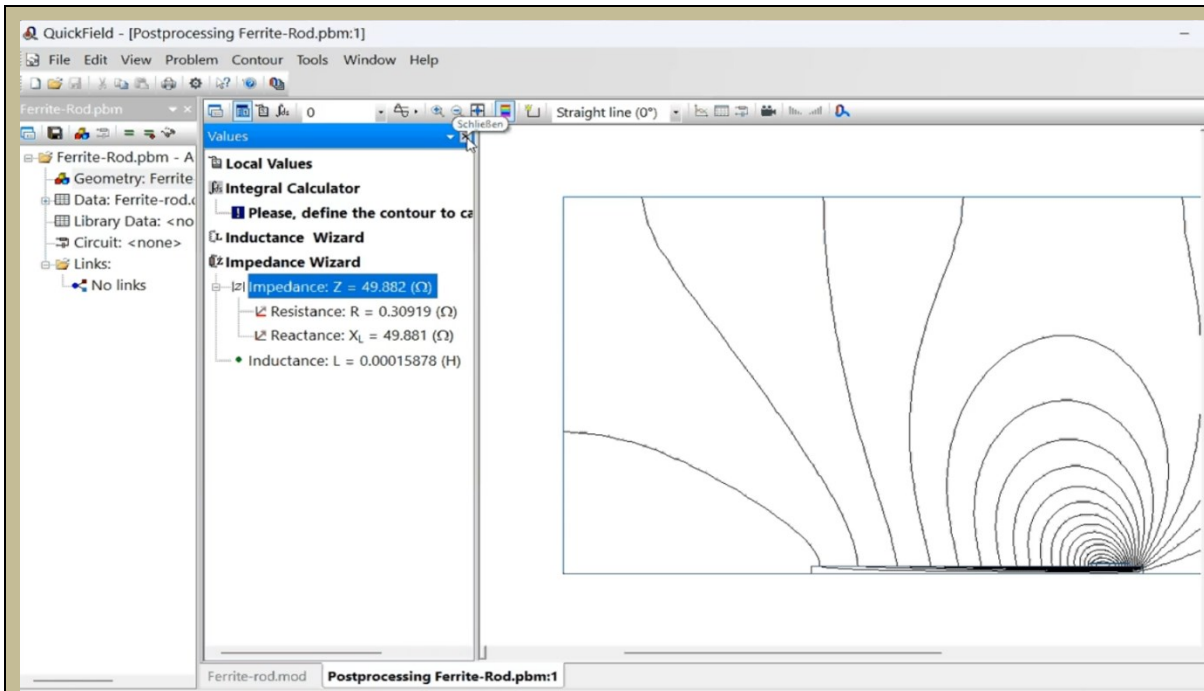 QuickField - [Postprocessing Ferrite-Rod.pbm:1]
File Edit View Problem Contour Tools Window Help
Ferrite-Rod.pbm
0
Straight line (0°)
Schließen
Values
Ferrite-Rod.pbm - A
Geometry: Ferrite
Data: Ferrite-rod.d
Library Data: <no
Circuit: <none>
Links:
No links
Local Values
Integral Calculator
Please, define the contour to ca
Inductance Wizard
Impedance Wizard
Impedance: Z = 49.882 (Ω)
Resistance: R = 0.30919 (Ω)
Reactance: XL = 49.881 (Ω)
Inductance: L = 0.00015878 (H)
Ferrite-rod.mod
Postprocessing Ferrite-Rod.pbm:1